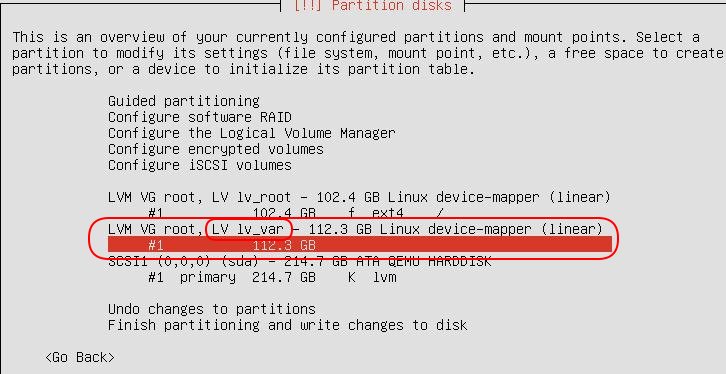 [!!] Partition disks
This is an overview of your currently configured partitions and mount points. Select a
partition to modify its settings (file system, mount point, etc.), a free space to create
partitions, or a device to initialize its partition table.
Guided partitioning
Configure software RAID
Configure the Logical Volume Manager
Configure encrypted volumes
Configure iSCSI volumes
LVM VG root, LV lv_root - 102.4 GB Linux device-mapper (linear)
#1 102.4 GB f ext4 /
LVM VG root, LV lv_var - 112.3 GB Linux device-mapper (linear)
#1 112.3 GB
SCSI1 (0,0,0) (sda) - 214.7 GB ATA QEMU HARDDISK
#1 primary 214.7 GB K lvm
Undo changes to partitions
Finish partitioning and write changes to disk
<Go Back>